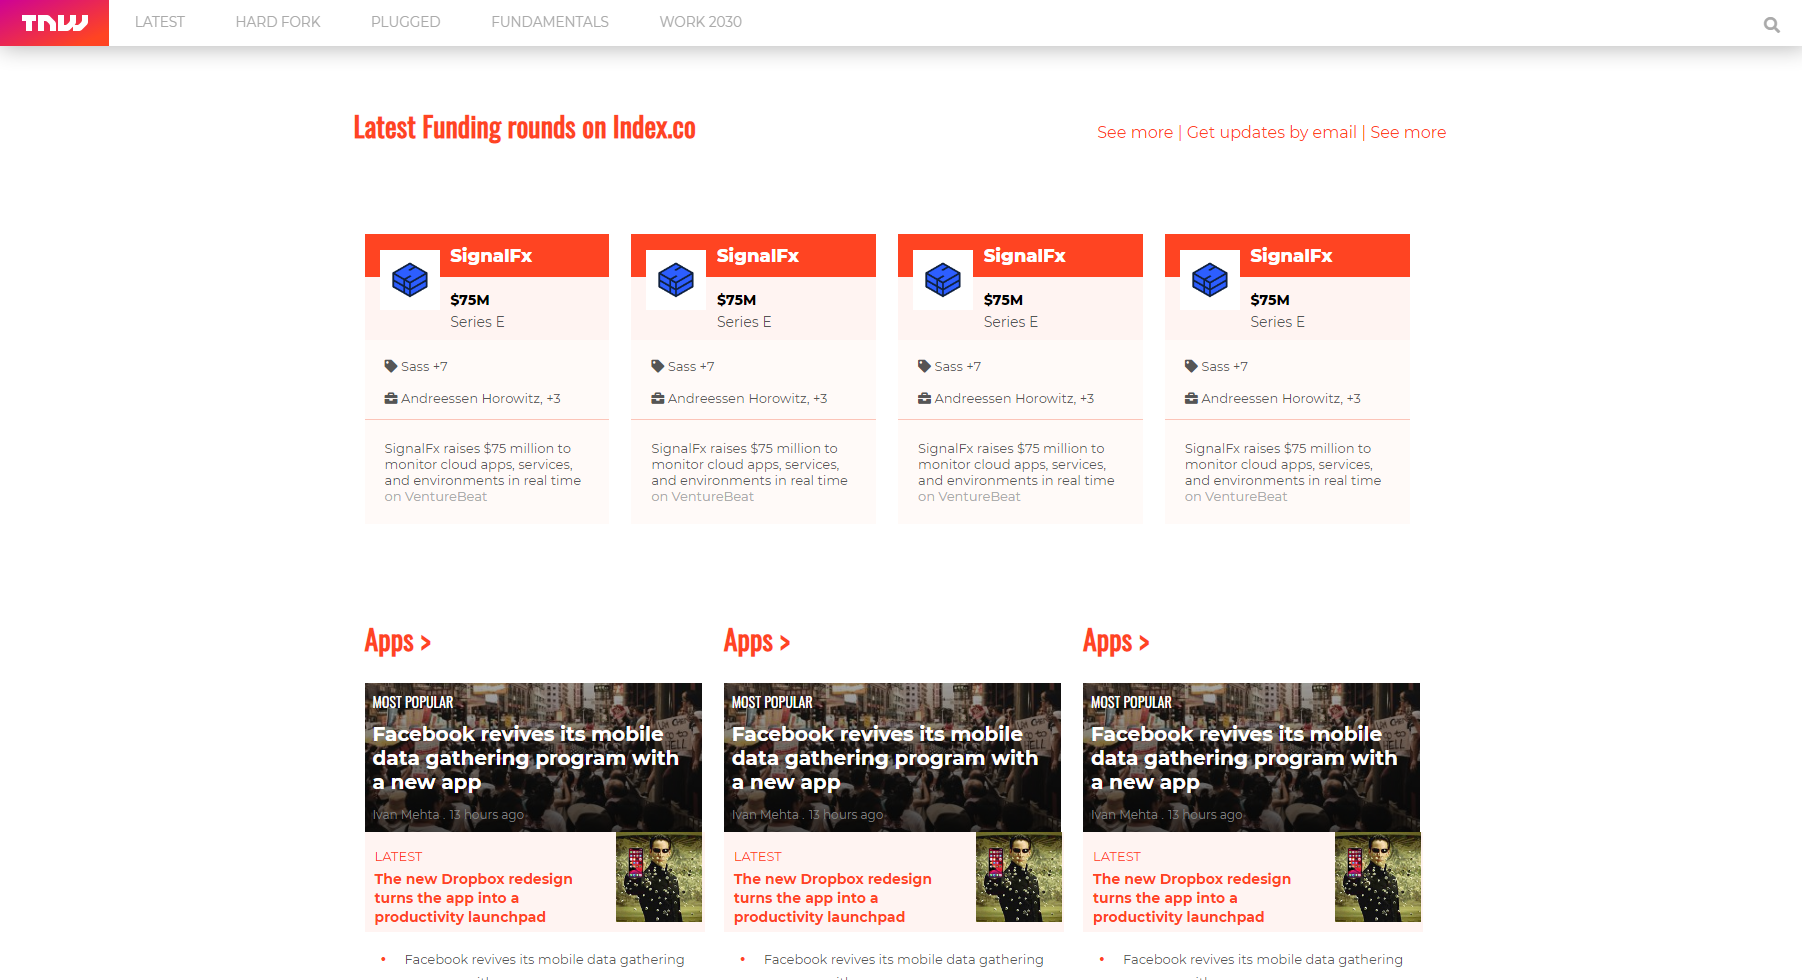 TNW LATEST HARD FORK PLUGGED FUNDAMENTALS WORK 2030
Latest Funding rounds on Index.co
See more | Get updates by email | See more
SignalFx
$75M
Series E
Sass +7
Andreessen Horowitz, +3
SignalFx raises $75 million to
monitor cloud apps, services,
and environments in real time
on VentureBeat
SignalFx
$75M
Series E
Sass +7
Andreessen Horowitz, +3
SignalFx raises $75 million to
monitor cloud apps, services,
and environments in real time
on VentureBeat
SignalFx
$75M
Series E
Sass +7
Andreessen Horowitz, +3
SignalFx raises $75 million to
monitor cloud apps, services,
and environments in real time
on VentureBeat
SignalFx
$75M
Series E
Sass +7
Andreessen Horowitz, +3
SignalFx raises $75 million to
monitor cloud apps, services,
and environments in real time
on VentureBeat
Apps >
MOST POPULAR
Facebook revives its mobile
data gathering program with
a new app
Ivan Mehta . 13 hours ago
LATEST
The new Dropbox redesign
turns the app into a
productivity launchpad
• Facebook revives its mobile data gathering
Apps >
MOST POPULAR
Facebook revives its mobile
data gathering program with
a new app
Ivan Mehta . 13 hours ago
LATEST
The new Dropbox redesign
turns the app into a
productivity launchpad
• Facebook revives its mobile data gathering
Apps >
MOST POPULAR
Facebook revives its mobile
data gathering program with
a new app
Ivan Mehta . 13 hours ago
LATEST
The new Dropbox redesign
turns the app into a
productivity launchpad
• Facebook revives its mobile data gathering